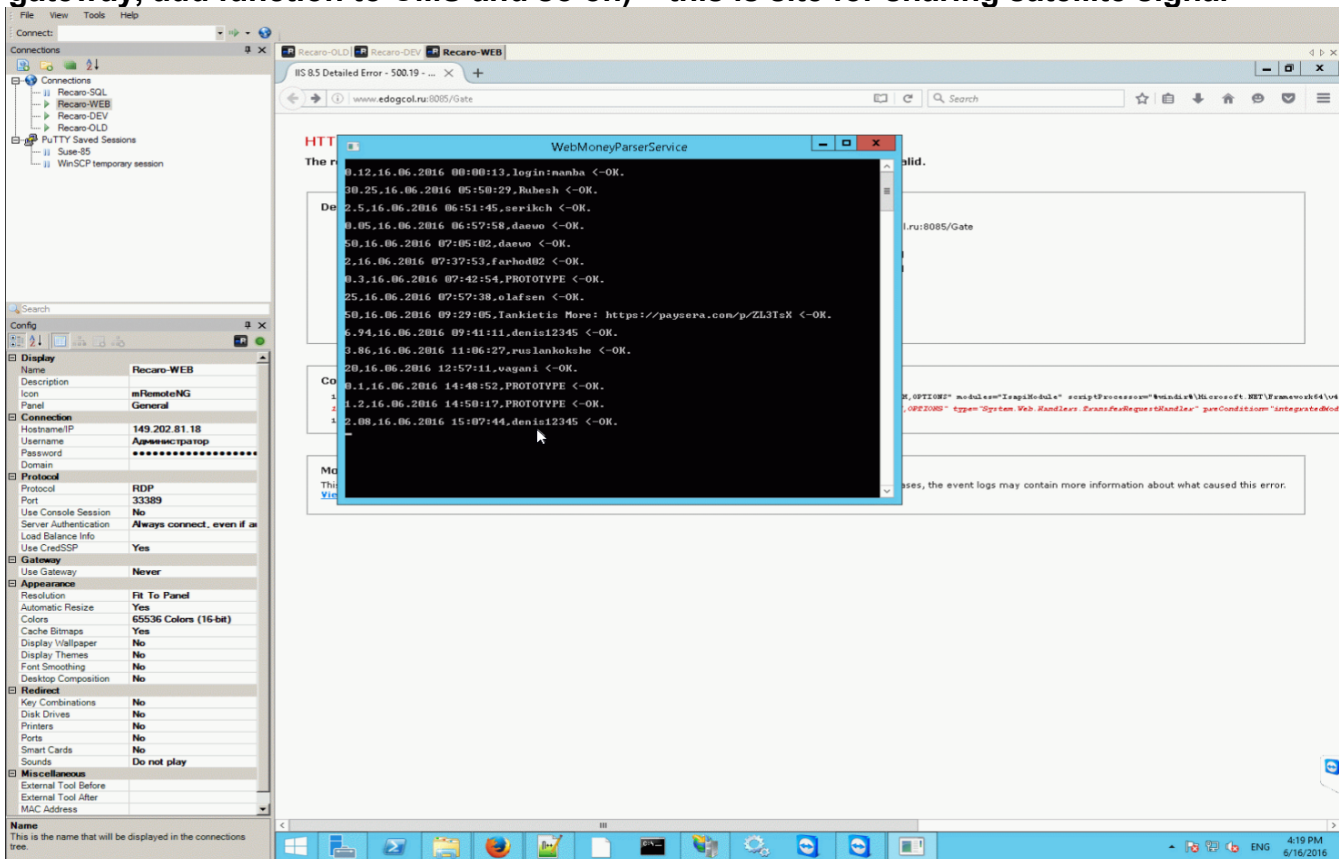 gateway, add function to CMS and so on) – this is site for sharing satellite signal
File View Tools Help
Connect:
Connections
Connections
Recaro-SQL
Recaro-WEB
Recaro-DEV
Recaro-OLD
PuTTY Saved Sessions
Suse-85
WinSCP temporary session
Search
Config
Display
Name Recaro-WEB
Description
Icon mRemoteNG
Panel General
Connection
Hostname/IP 149.202.81.18
Username Администратор
Password ••••••••••••••••••
Domain
Protocol
Protocol RDP
Port 33389
Use Console Session No
Server Authentication Always connect, even if
Load Balance Info
Use CredSSP Yes
Gateway
Use Gateway Never
Appearance
Resolution Fit To Panel
Automatic Resize Yes
Colors 65536 Colors (16-bit)
Cache Bitmaps Yes
Display Wallpaper No
Display Themes No
Font Smoothing No
Desktop Composition No
Redirect
Key Combinations No
Disk Drives No
Printers No
Ports No
Smart Cards No
Sounds Do not play
Miscellaneous
External Tool Before
External Tool After
MAC Address
Name
This is the name that will be displayed in the connections
tree.
Recaro-OLD Recaro-DEV Recaro-WEB
IIS 8.5 Detailed Error - 500.19 - ...
www.edogcol.ru:8085/Gate
Search
HTT
The r
alid.
De
l.ru:8085/Gate
Co
Mo
Thi
Vie
ases, the event logs may contain more information about what caused this error.
WebMoneyParserService
0.12,16.06.2016 00:00:13,login:mamba <-OK.
30.25,16.06.2016 05:50:29,Rubesh <-OK.
2.5,16.06.2016 06:51:45,serikch <-OK.
0.05,16.06.2016 06:57:58,daewo <-OK.
50,16.06.2016 07:05:02,daewo <-OK.
2,16.06.2016 07:37:53,farhod02 <-OK.
0.3,16.06.2016 07:42:54,PROTOTYPE <-OK.
25,16.06.2016 07:57:38,olafsen <-OK.
50,16.06.2016 09:29:05,Tankietis More: https://paysera.com/p/ZL3IsX <-OK.
6.94,16.06.2016 09:41:11,denis12345 <-OK.
3.86,16.06.2016 11:06:27,ruslankokshe <-OK.
20,16.06.2016 12:57:11,vagani <-OK.
0.1,16.06.2016 14:48:52,PROTOTYPE <-OK.
1.2,16.06.2016 14:50:17,PROTOTYPE <-OK.
2.08,16.06.2016 15:07:44,denis12345 <-OK.
ENG
4:19 PM
6/16/2016